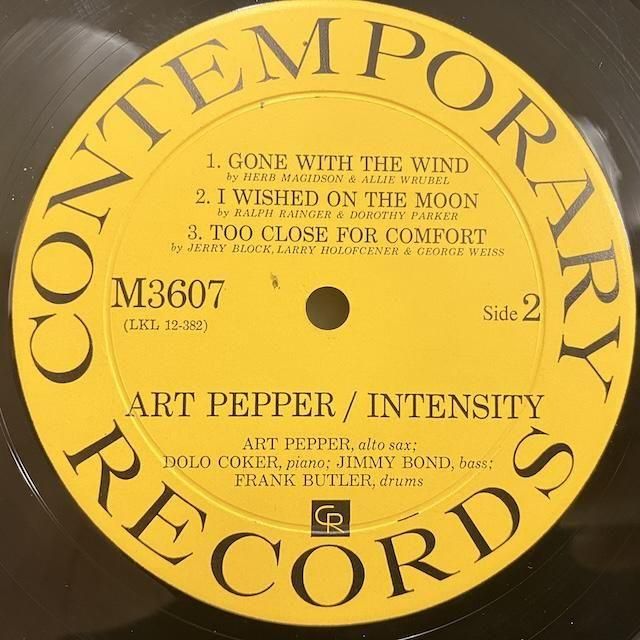 CONTEMPORARY
1. GONE WITH THE WIND
by HERB MAGIDSON & ALLIE WRUBEL
2. I WISHED ON THE MOON
by RALPH RAINGER & DOROTHY PARKER
3. TOO CLOSE FOR COMFORT
by JERRY BLOCK, LARRY HOLOFCENER & GEORGE WEISS
M3607
(LKL 12-382)
Side 2
ART PEPPER / INTENSITY
ART PEPPER, alto sax;
DOLO COKER, piano; JIMMY BOND, bass;
FRANK BUTLER, drums
CR
RECORDS